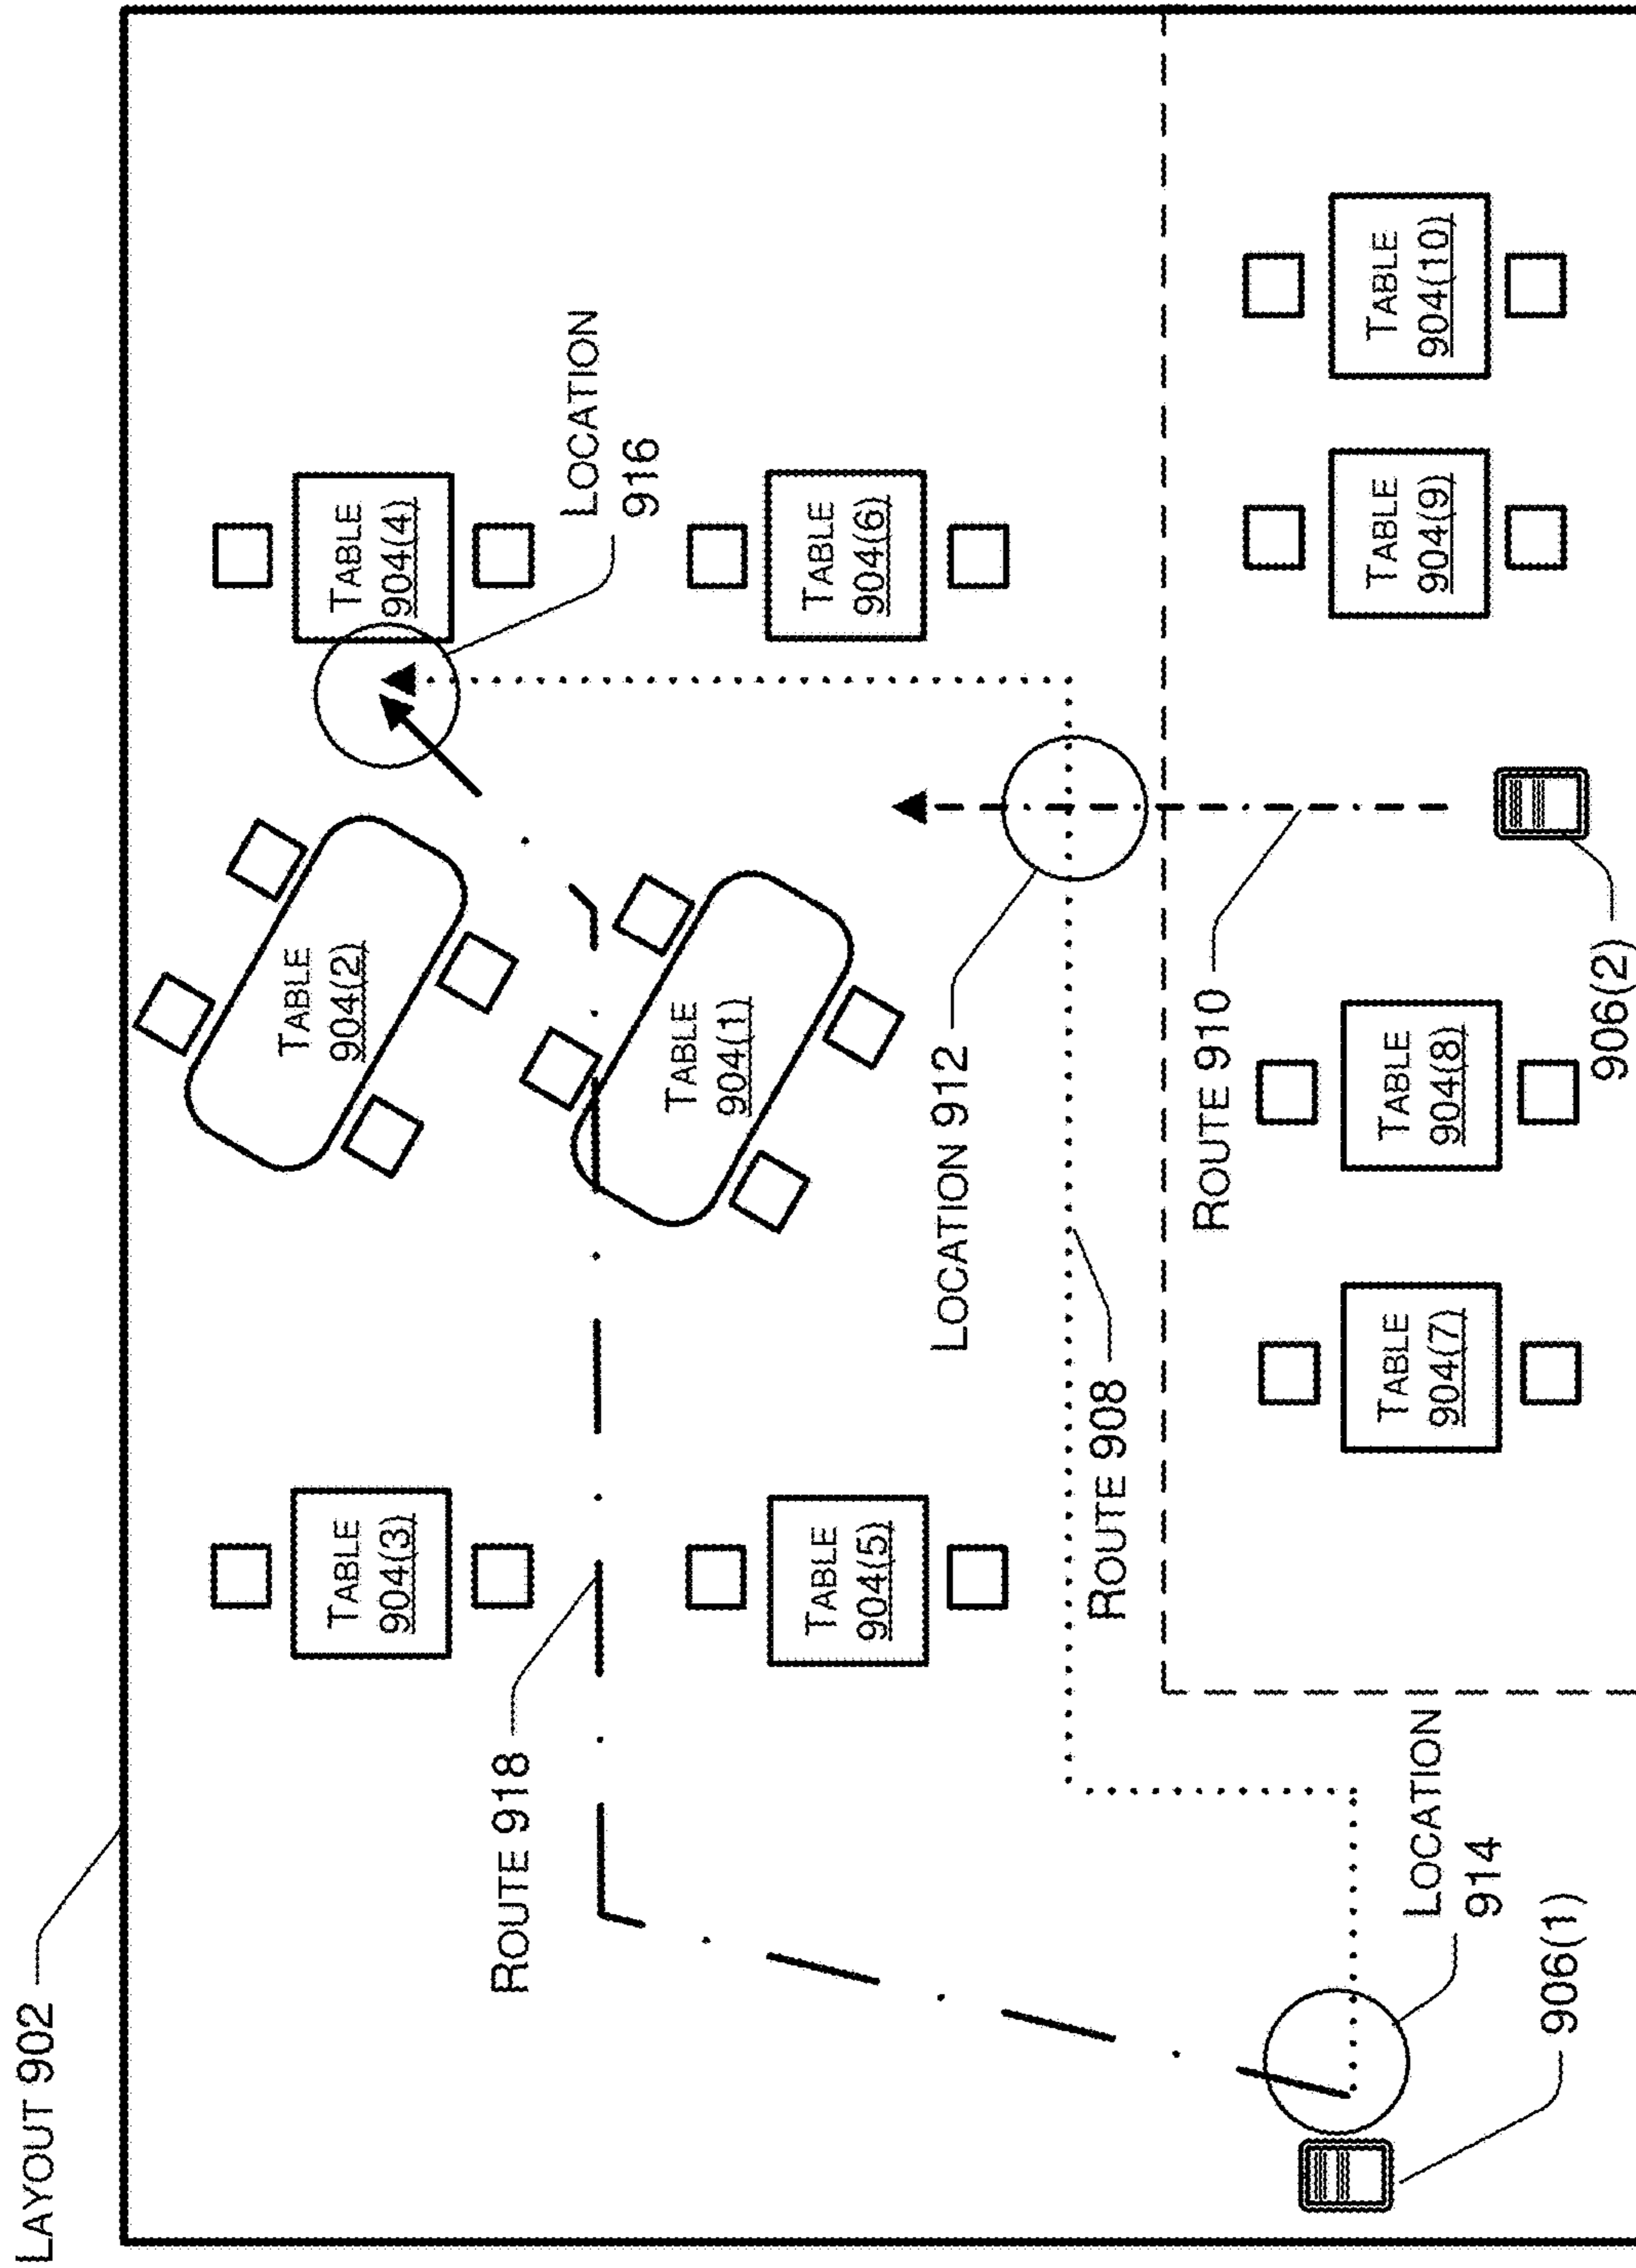 LAYOUT 902
TABLE
904(2)
TABLE
904(3)
TABLE
904(4)
ROUTE 918
LOCATION
916
TABLE
904(1)
TABLE
904(5)
TABLE
904(6)
LOCATION 912
ROUTE 908
ROUTE 910
TABLE
904(7)
TABLE
904(8)
TABLE
904(9)
TABLE
904(10)
LOCATION
914
906(1)
906(2)